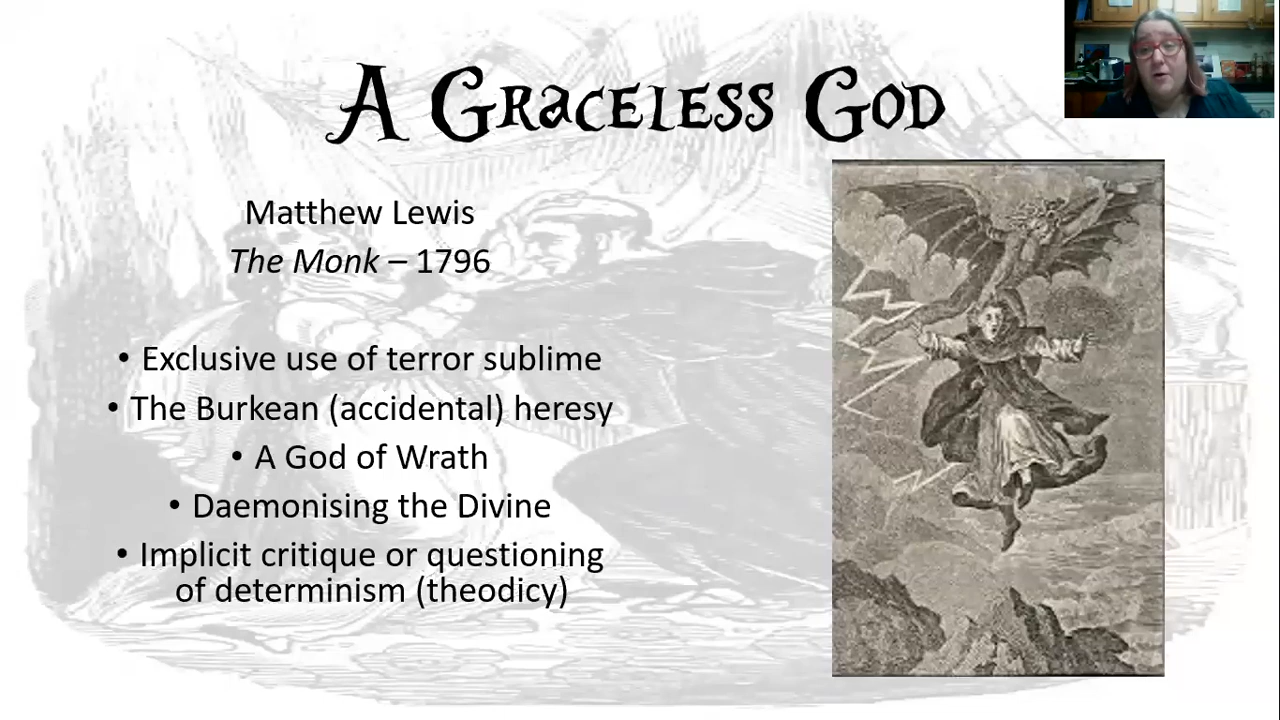 A Graceless God
Matthew Lewis
The Monk – 1796
• Exclusive use of terror sublime
• The Burkean (accidental) heresy
• A God of Wrath
• Daemonising the Divine
• Implicit critique or questioning
of determinism (theodicy)